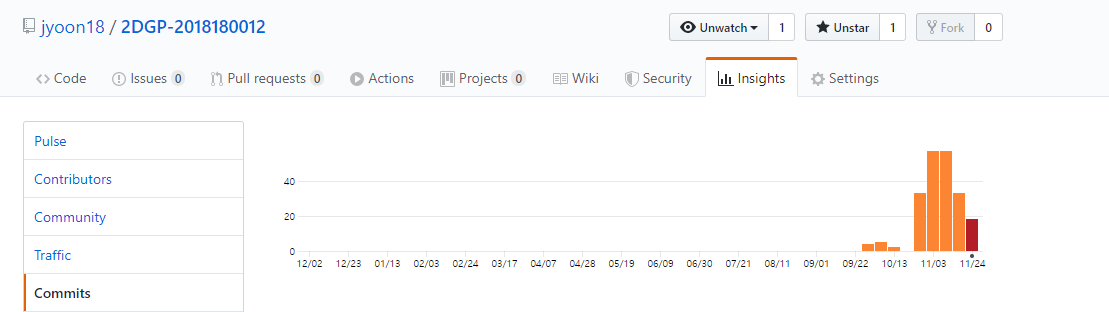 jyoon18 / 2DGP-2018180012
Unwatch 1 Unstar 1 Fork 0
Code Issues 0 Pull requests 0 Actions Projects 0 Wiki Security Insights Settings
Pulse
Contributors
Community
Traffic
Commits
40
20
0
12/02 12/23 01/13 02/03 02/24 03/17 04/07 04/28 05/19 06/09 06/30 07/21 08/11 09/01 09/22 10/13 11/03 11/24